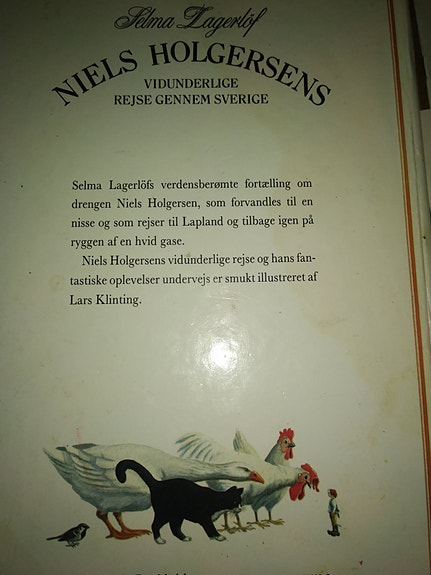 Selma Lagerlöf
NIELS HOLGERSENS
VIDUNDERLIGE
REJSE GENNEM SVERIGE
Selma Lagerlöfs verdensberømte fortælling om
drengen Niels Holgersen, som forvandles til en
nisse og som rejser til Lapland og tilbage igen på
ryggen af en hvid gase.
Niels Holgersens vidunderlige rejse og hans fan-
tastiske oplevelser undervejs er smukt illustreret af
Lars Klinting.